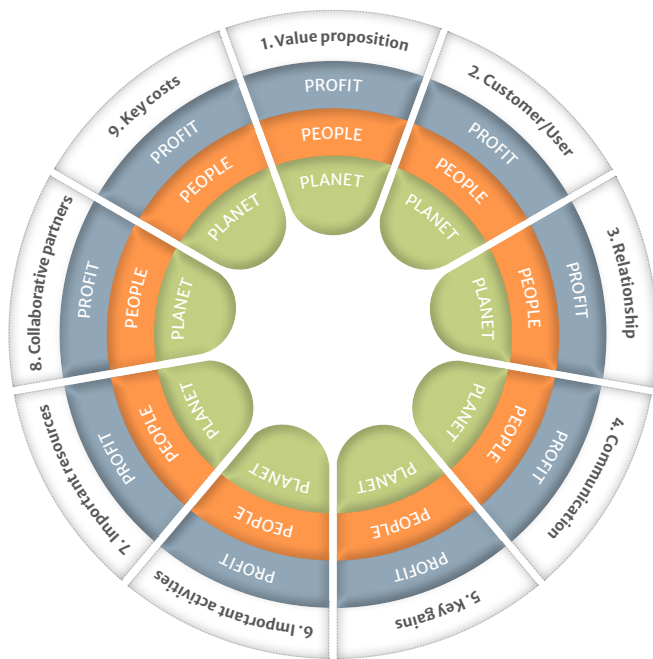 1. Value proposition
PROFIT
PEOPLE
PLANET
2. Customer/User
PROFIT
PEOPLE
PLANET
3. Relationship
PROFIT
PEOPLE
PLANET
4. Communication
PROFIT
PEOPLE
PLANET
5. Key gains
PROFIT
PEOPLE
PLANET
6. Important activities
PROFIT
PEOPLE
PLANET
7. Important resources
PROFIT
PEOPLE
PLANET
8. Collaborative partners
PROFIT
PEOPLE
PLANET
9. Key costs
PROFIT
PEOPLE
PLANET